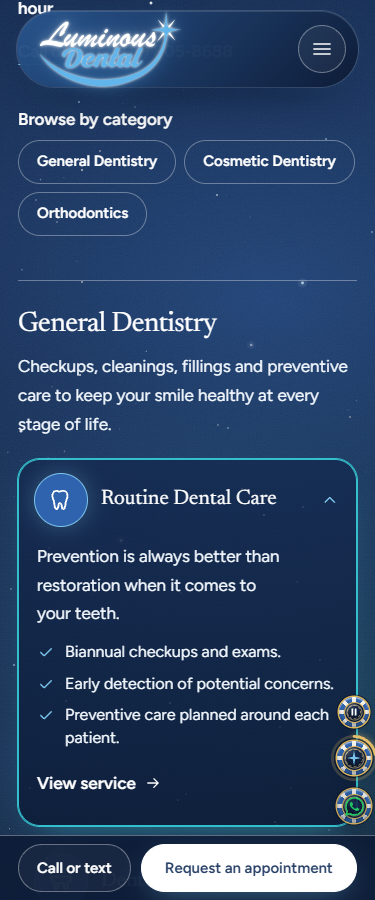 hour
Luminous
Dental
Browse by category
General Dentistry
Cosmetic Dentistry
Orthodontics
General Dentistry
Checkups, cleanings, fillings and preventive
care to keep your smile healthy at every
stage of life.
Routine Dental Care
Prevention is always better than
restoration when it comes to
your teeth.
Biannual checkups and exams.
Early detection of potential concerns.
Preventive care planned around each
patient.
View service
Call or text
Request an appointment